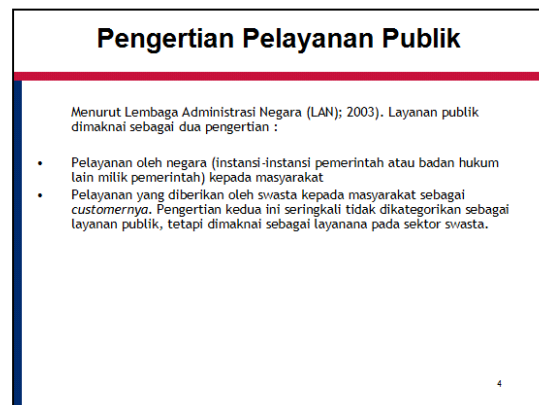 Pengertian Pelayanan Publik
Menurut Lembaga Administrasi Negara (LAN); 2003). Layanan publik
dimaknai sebagai dua pengertian :
• Pelayanan oleh negara (instansi-instansi pemerintah atau badan hukum
lain milik pemerintah) kepada masyarakat
• Pelayanan yang diberikan oleh swasta kepada masyarakat sebagai
customernya. Pengertian kedua ini seringkali tidak dikategorikan sebagai
layanan publik, tetapi dimaknai sebagai layanana pada sektor swasta.
4